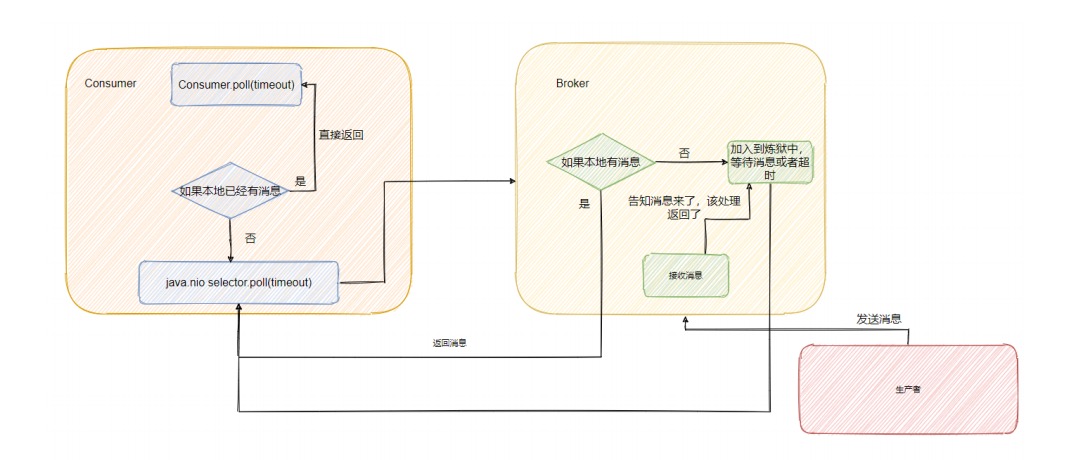 Consumer
Consumer.poll(timeout)
直接返回
如果本地已经有消息
是
否
java.nio selector.poll(timeout)
Broker
如果本地有消息
否
加入到炼狱中，
等待消息或者超
时
是
告知消息来了，该处理
返回了
接收消息
返回消息
发送消息
生产者